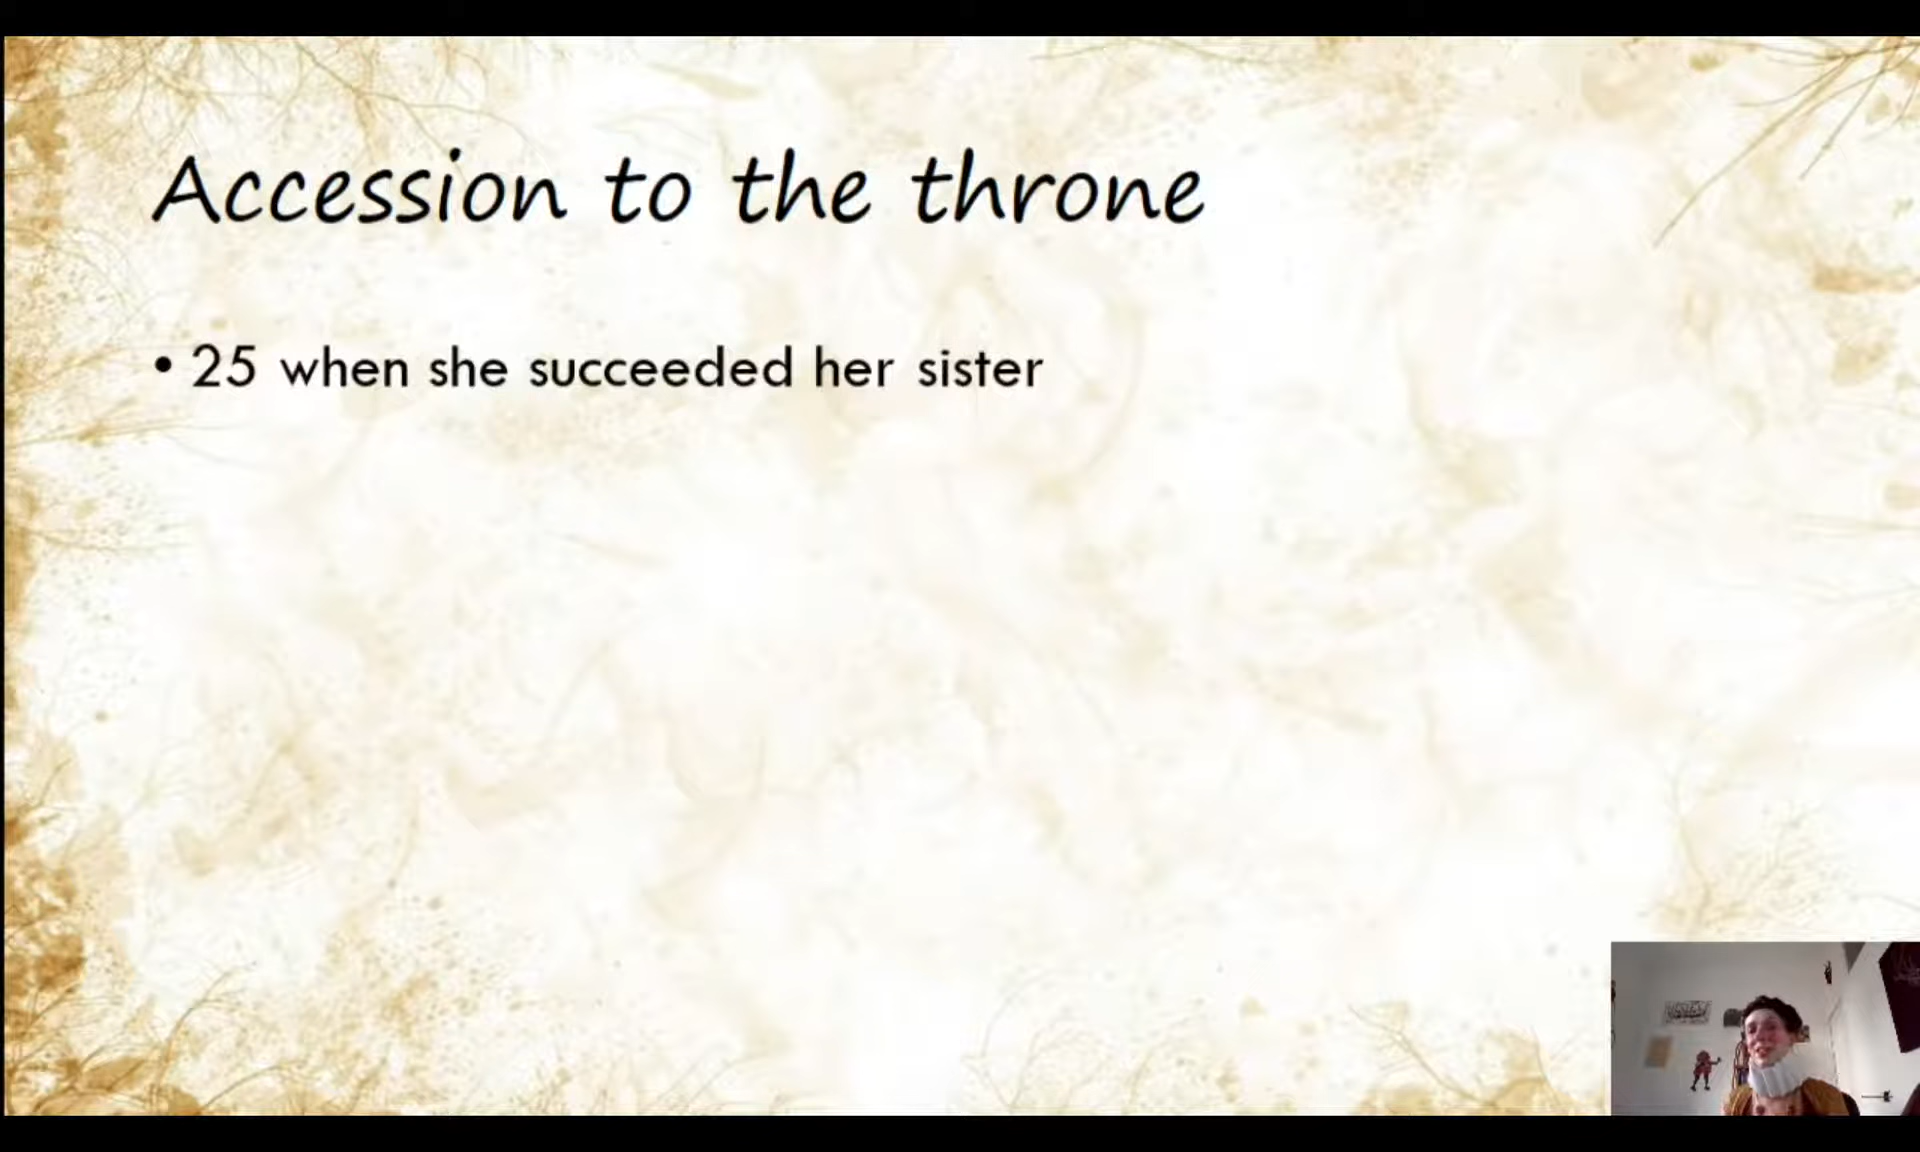 Accession to the throne
• 25 when she succeeded her sister